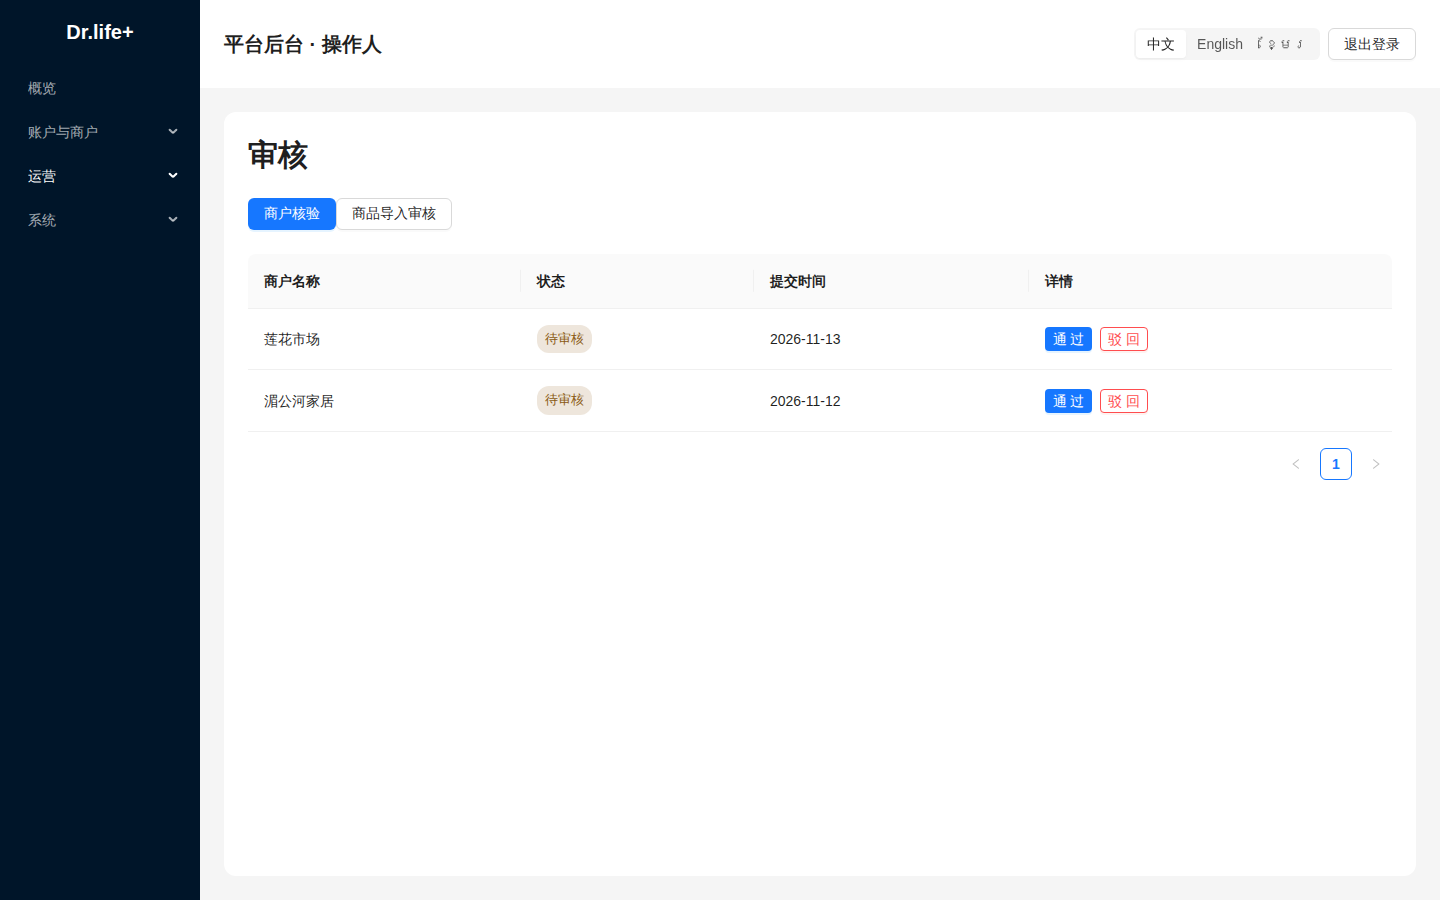 Dr.life+
概览
账户与商户
运营
系统
平台后台 · 操作人
中文 English ខ្មែរ 退出登录
审核
商户核验 商品导入审核
商户名称 状态 提交时间 详情
莲花市场 待审核 2026-11-13 通过 驳回
湄公河家居 待审核 2026-11-12 通过 驳回
1